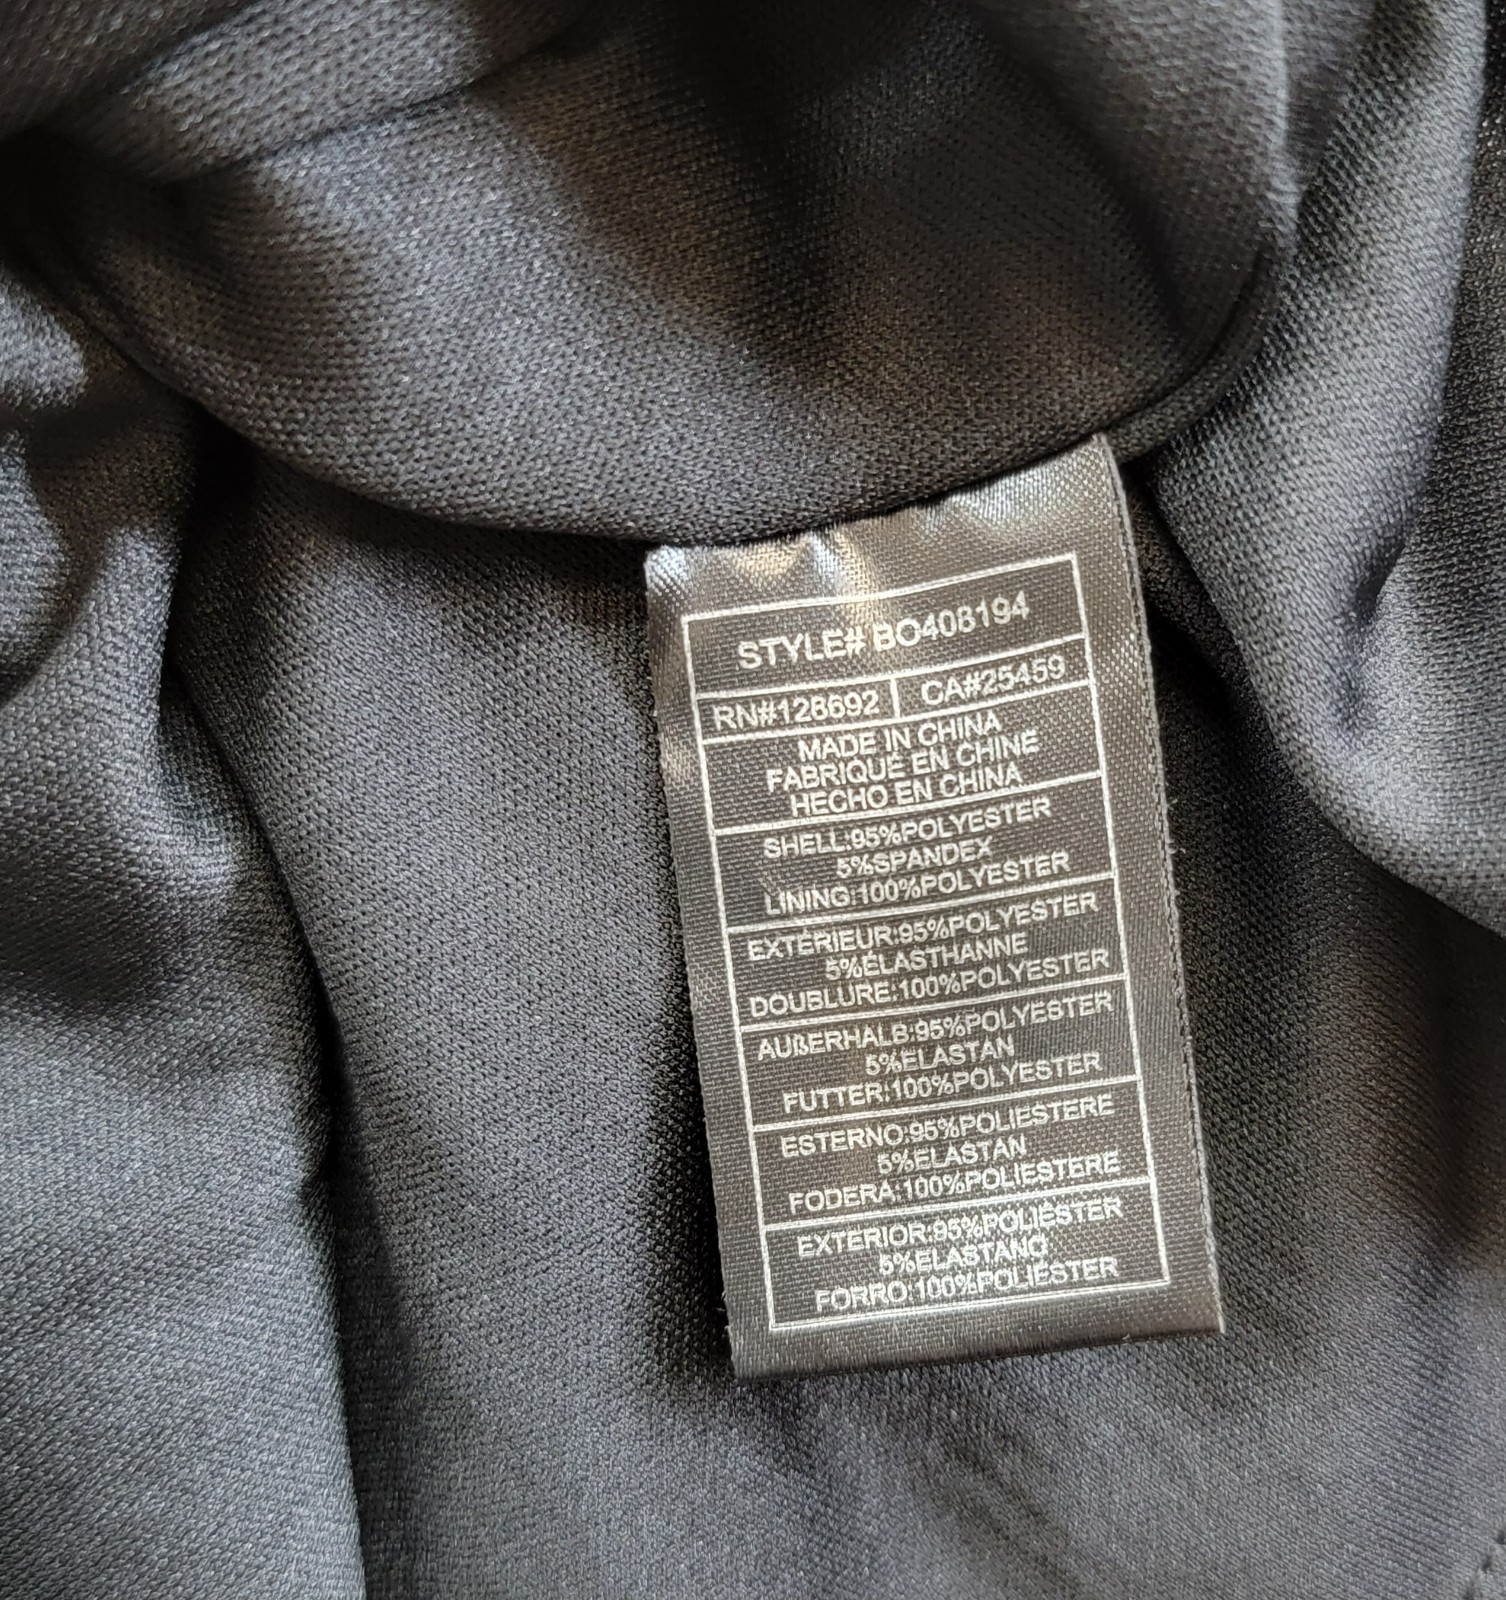 STYLE# BO408194
RN#128692 CA#25459
MADE IN CHINA
FABRIQUÉ EN CHINE
HECHO EN CHINA
SHELL:95%POLYESTER
5%SPANDEX
LINING:100%POLYESTER
EXTÉRIEUR:95%POLYESTER
5%ÉLASTHANNE
DOUBLURE:100%POLYESTER
AUßERHALB:95%POLYESTER
5%ELASTAN
FUTTER:100%POLYESTER
ESTERNO:95%POLIESTERE
5%ELASTAN
FODERA:100%POLIESTERE
EXTERIOR:95%POLIÉSTER
5%ELASTANO
FORRO:100%POLIÉSTER